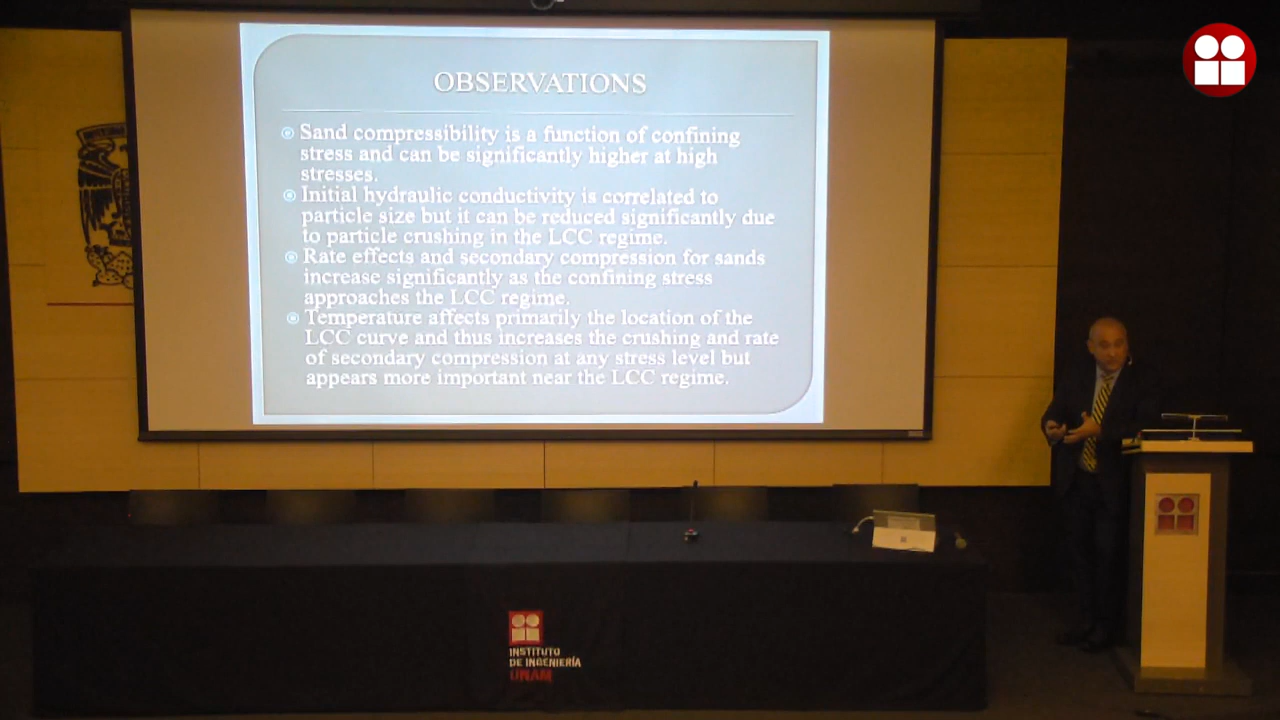 OBSERVATIONS
Sand compressibility is a function of confining
stress and can be significantly higher at high
stresses.
Initial hydraulic conductivity is correlated to
particle size but it can be reduced significantly due
to particle crushing in the LCC regime.
Rate effects and secondary compression for sands
increase significantly as the confining stress
approaches the LCC regime.
Temperature affects primarily the location of the
LCC curve and thus increases the crushing and rate
of secondary compression at any stress level but
appears more important near the LCC regime.
INSTITUTO
DE INGENIERÍA
UNAM